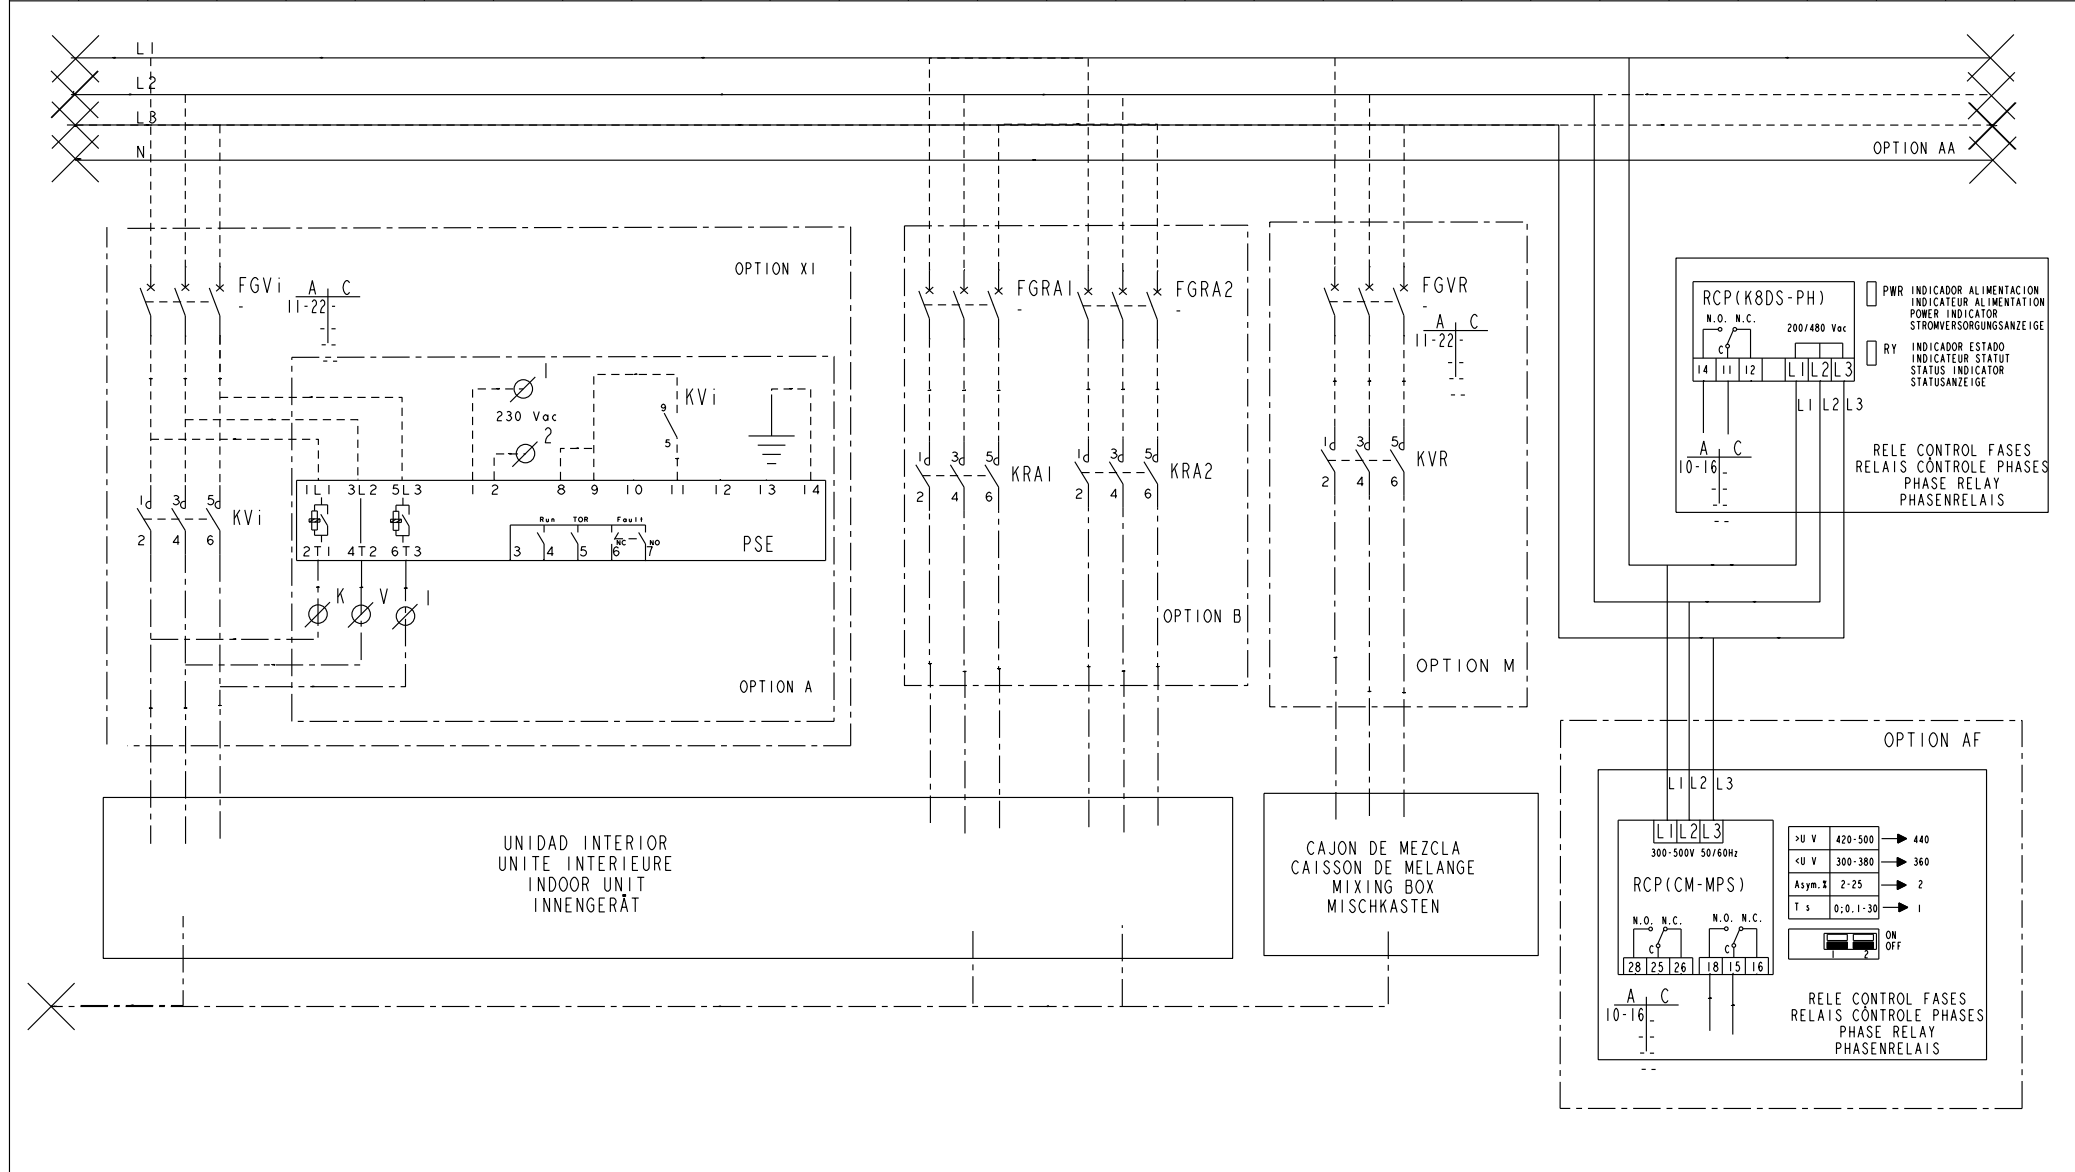 L1
L2
L3
N
OPTION AA
OPTION X1
FGVi
-
A C
11-22 -
--
--
1
230 Vac
2
KVi
9
5
1L1 3L2 5L3 1 2 8 9 10 11 12 13 14
Run TOR Fault
NC NO
2T1 4T2 6T3 3 4 5 6 7
PSE
1 3 5
KVi
2 4 6
K V I
OPTION A
FGRA1
-
FGRA2
-
1 3 5
KRA1
2 4 6
1 3 5
KRA2
2 4 6
OPTION B
FGVR
-
A C
11-22 -
--
--
1 3 5
KVR
2 4 6
OPTION M
RCP(K8DS-PH)
N.O. N.C.
200/480 Vac
C
14 11 12 L1 L2 L3
L1 L2 L3
PWR INDICADOR ALIMENTACION
INDICATEUR ALIMENTATION
POWER INDICATOR
STROMVERSORGUNGSANZEIGE
RY INDICADOR ESTADO
INDICATEUR STATUT
STATUS INDICATOR
STATUSANZEIGE
A C
10-16 -
--
--
RELE CONTROL FASES
RELAIS CONTROLE PHASES
PHASE RELAY
PHASENRELAIS
UNIDAD INTERIOR
UNITE INTERIEURE
INDOOR UNIT
INNENGERÄT
CAJON DE MEZCLA
CAISSON DE MELANGE
MIXING BOX
MISCHKASTEN
OPTION AF
L1 L2 L3
L1 L2 L3
300-500V 50/60Hz
RCP(CM-MPS)
N.O. N.C. N.O. N.C.
C C
28 25 26 18 15 16
>U V 420-500 440
<U V 300-380 360
Asym.% 2-25 2
T s 0;0.1-30 1
ON
OFF
1 2
A C
10-16 -
--
--
RELE CONTROL FASES
RELAIS CONTROLE PHASES
PHASE RELAY
PHASENRELAIS